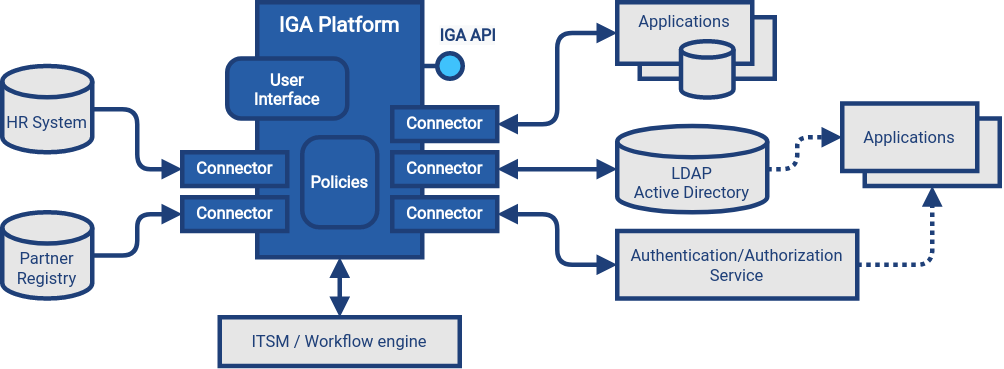 IGA Platform
IGA API
Applications
User
Interface
HR System
Connector
Connector
Policies
Connector
Connector
Connector
LDAP
Active Directory
Applications
Partner
Registry
Authentication/Authorization
Service
ITSM / Workflow engine